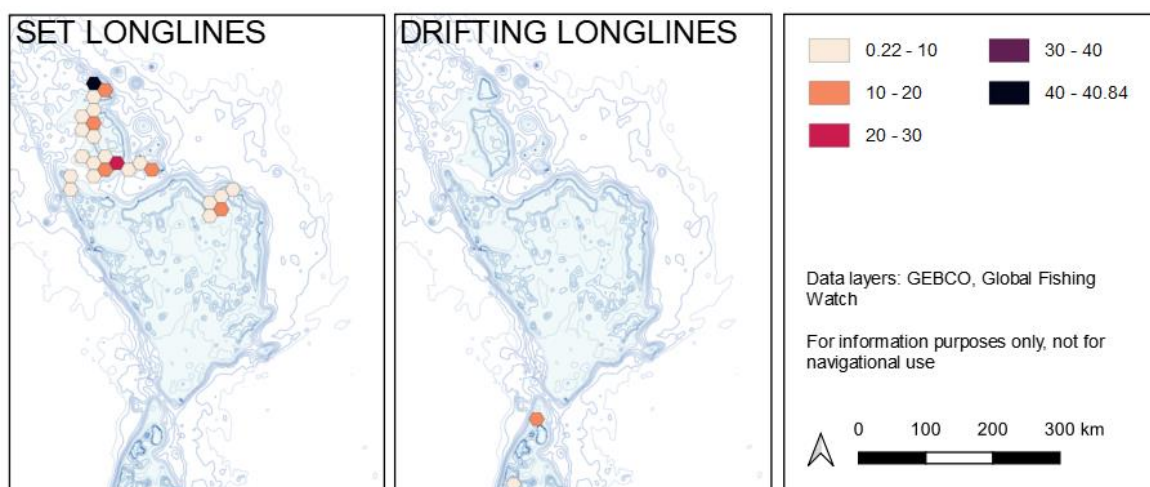 SET LONGLINES
DRIFTING LONGLINES
0.22 - 10
10 - 20
20 - 30
30 - 40
40 - 40.84
Data layers: GEBCO, Global Fishing
Watch
For information purposes only, not for
navigational use
0 100 200 300 km